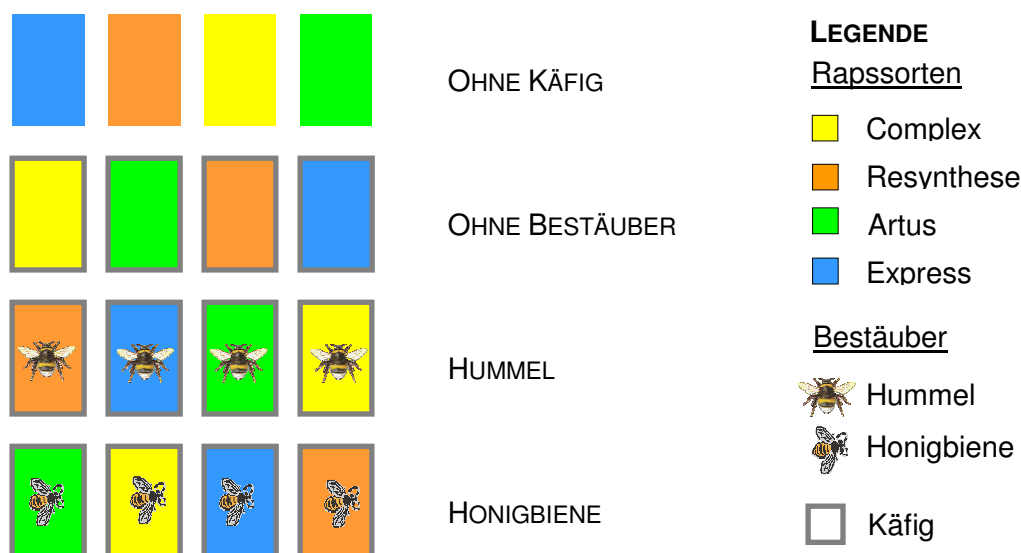 OHNE KÄFIG
OHNE BESTÄUBER
HUMMEL
HONIGBIENE
LEGENDE
Rapssorten
Complex
Resynthese
Artus
Express
Bestäuber
Hummel
Honigbiene
Käfig